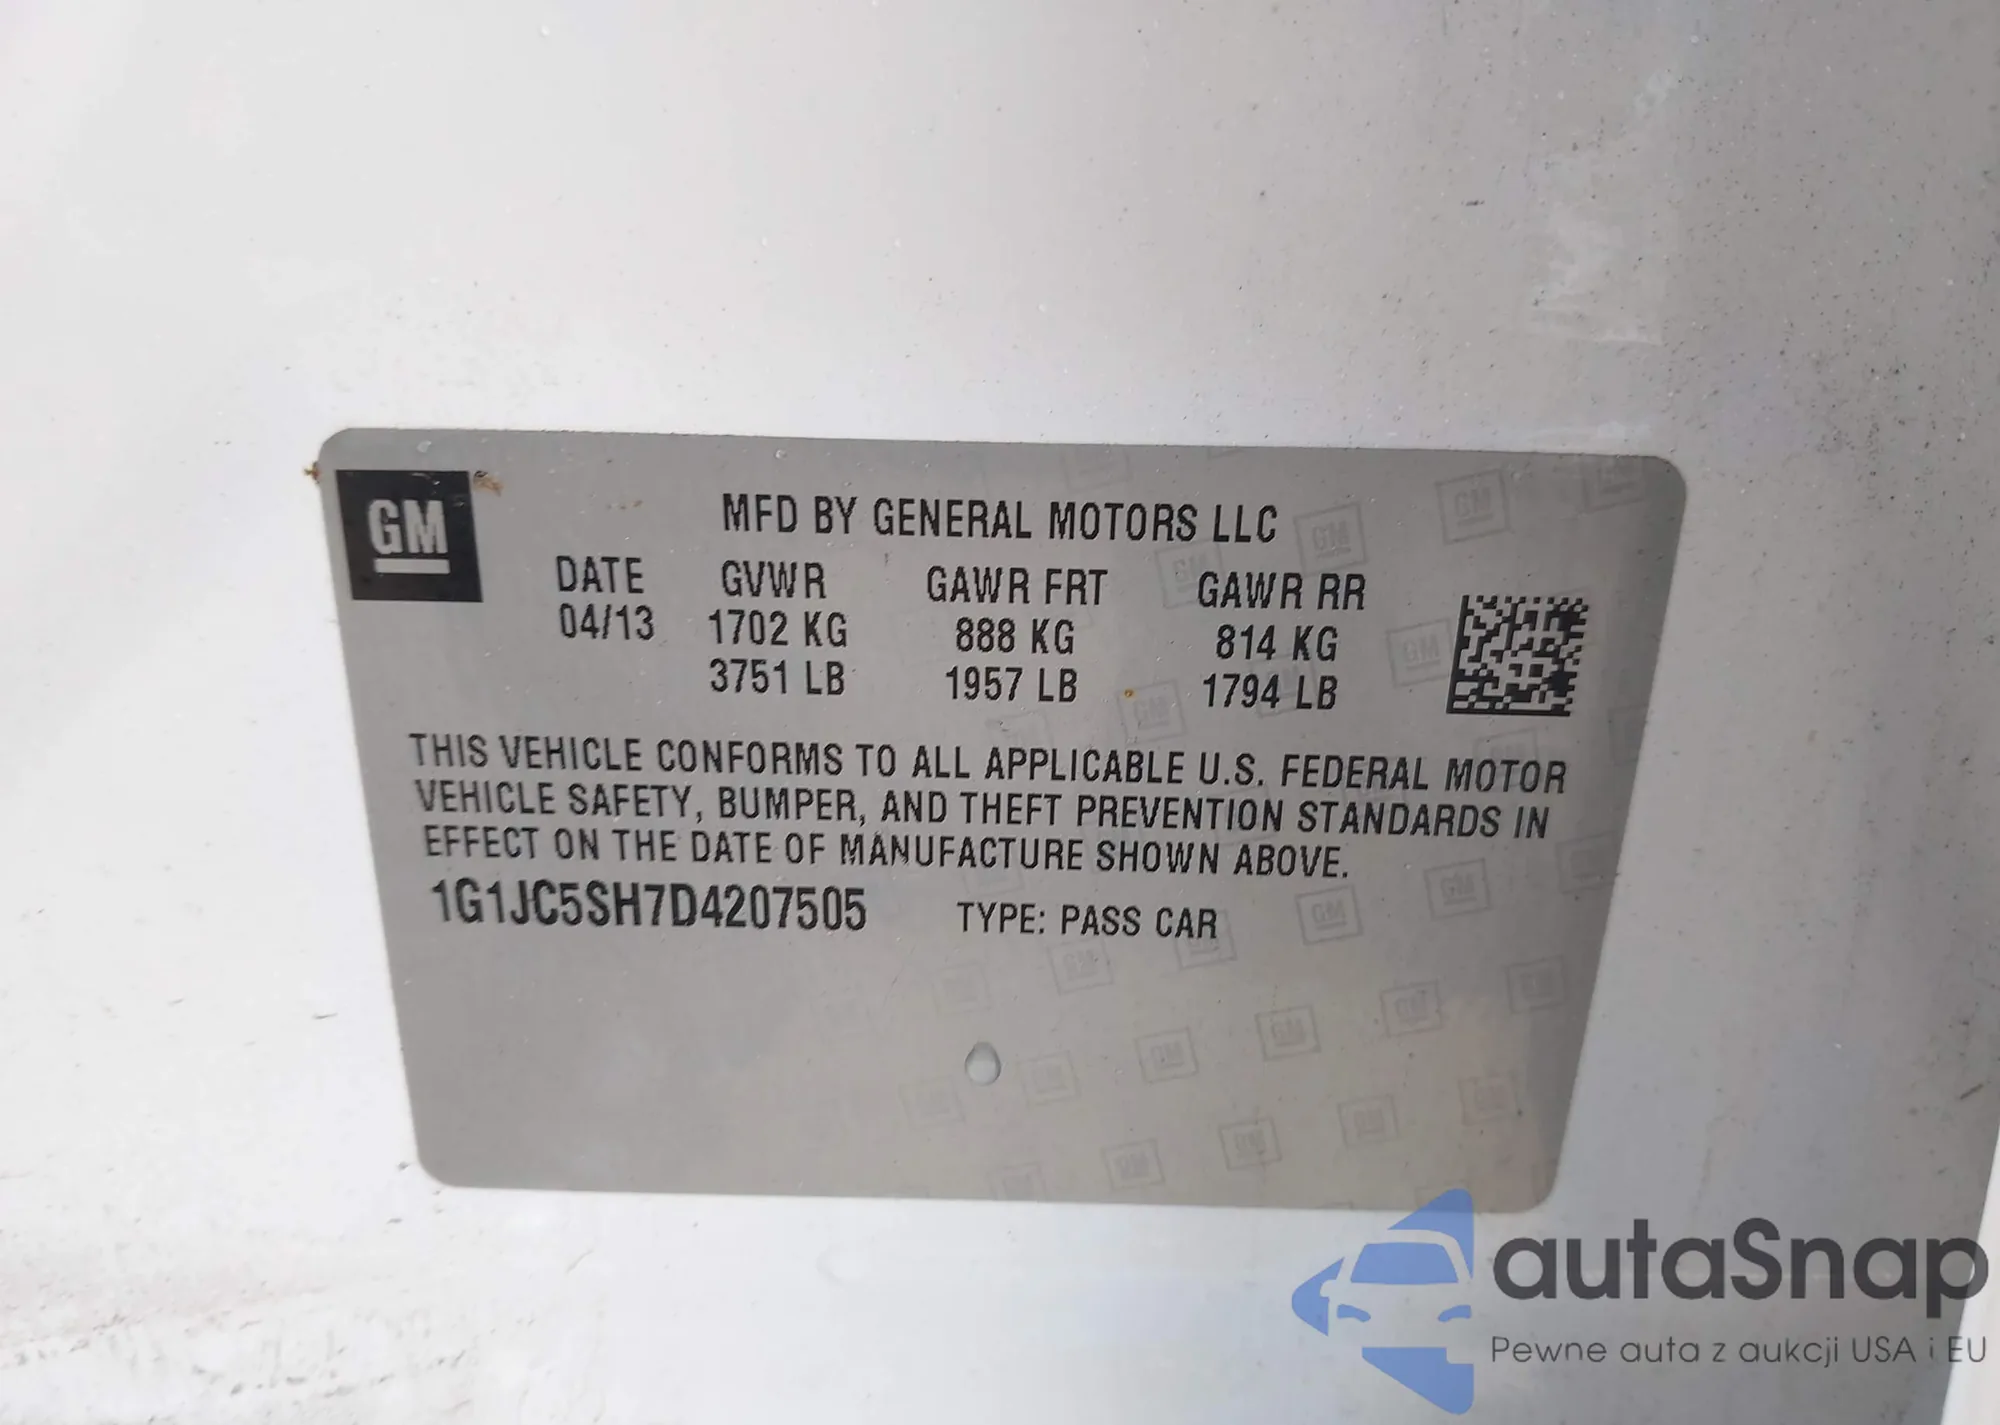 GM
MFD BY GENERAL MOTORS LLC
DATE GVWR GAWR FRT GAWR RR
04/13 1702 KG 888 KG 814 KG
3751 LB 1957 LB 1794 LB
THIS VEHICLE CONFORMS TO ALL APPLICABLE U.S. FEDERAL MOTOR
VEHICLE SAFETY, BUMPER, AND THEFT PREVENTION STANDARDS IN
EFFECT ON THE DATE OF MANUFACTURE SHOWN ABOVE.
1G1JC5SH7D4207505 TYPE: PASS CAR
autaSnap
Pewne auta z aukcji USA i EU